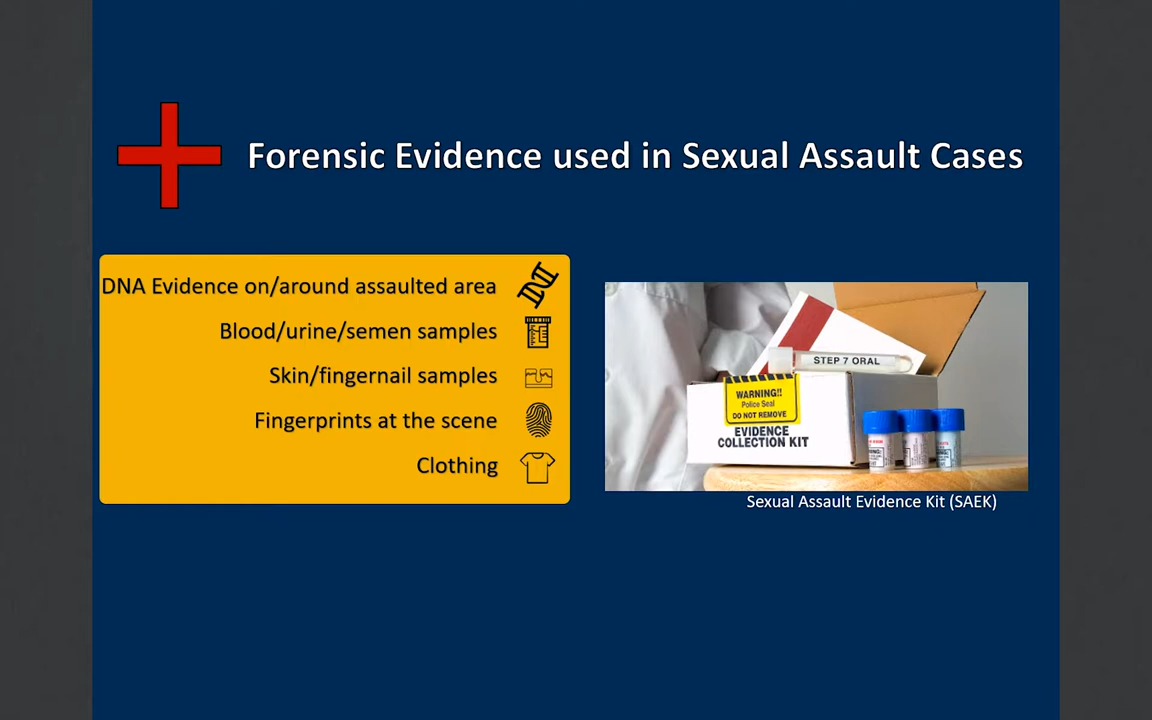 Forensic Evidence used in Sexual Assault Cases
DNA Evidence on/around assaulted area
Blood/urine/semen samples
Skin/fingernail samples
Fingerprints at the scene
Clothing
STEP 7 ORAL
WARNING!!
Police Seal
DO NOT REMOVE
EVIDENCE
COLLECTION KIT
Sexual Assault Evidence Kit (SAEK)